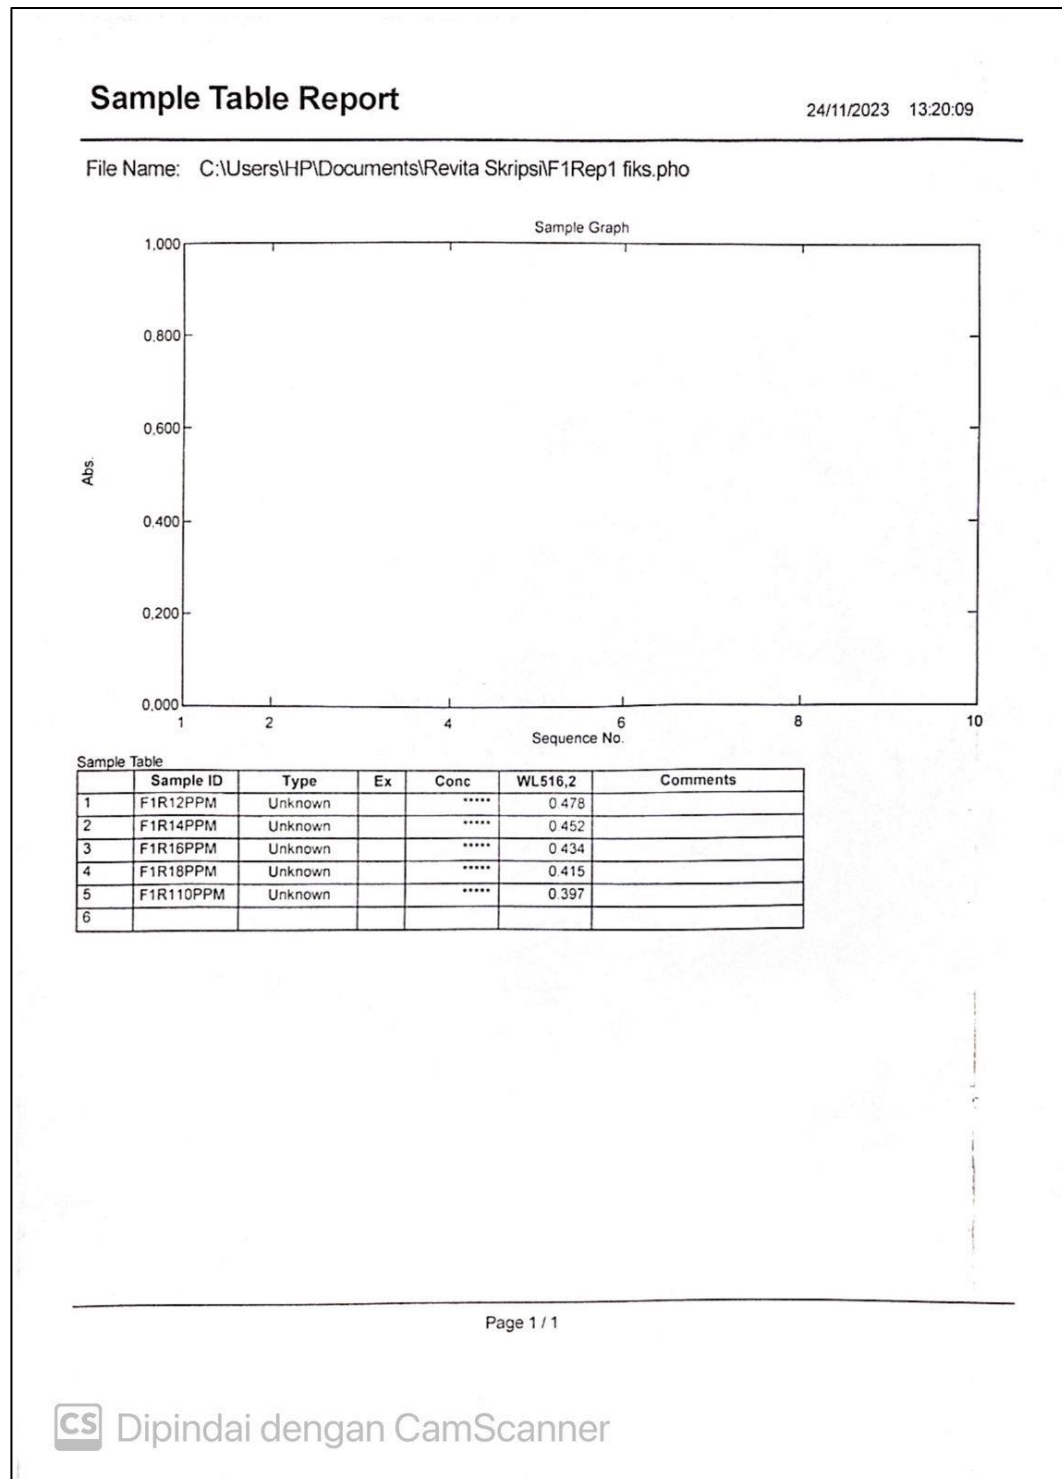 Sample Table Report
24/11/2023 13:20:09
File Name: C:\Users\HP\Documents\Revita Skripsi\F1Rep1 fiks.pho
Sample Graph
1,000
0,800
0,600
Abs.
0,400
0,200
0,000
1 2 4 6 8 10
Sequence No.
Sample Table
Sample ID Type Ex Conc WL516,2 Comments
1 F1R12PPM Unknown ***** 0.478
2 F1R14PPM Unknown ***** 0.452
3 F1R16PPM Unknown ***** 0.434
4 F1R18PPM Unknown ***** 0.415
5 F1R110PPM Unknown ***** 0.397
6
Page 1 / 1
CS Dipindai dengan CamScanner